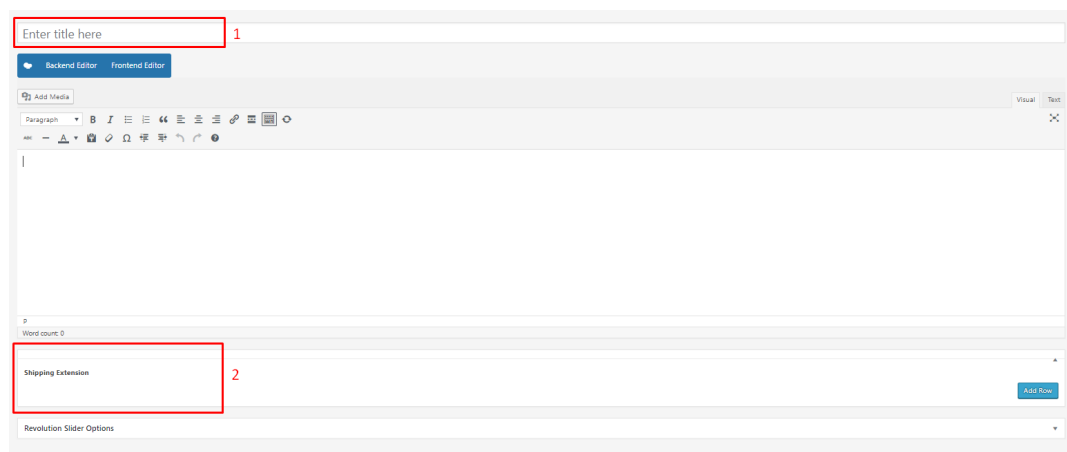 Enter title here
1
Backend Editor Frontend Editor
Add Media
Visual Text
Paragraph B I
ABC A Ω
P
Word count: 0
Shipping Extension
2
Add Row
Revolution Slider Options